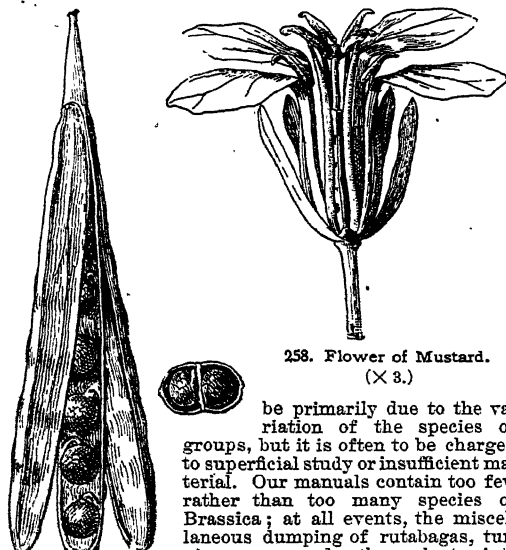 258. Flower of Mustard.
(× 3.)
be primarily due to the va
riation of the species o
groups, but it is often to be charge
to superficial study or insufficient ma
terial. Our manuals contain too few
rather than too many species o
Brassica; at all events, the miscel
laneous dumping of rutabagas, tur